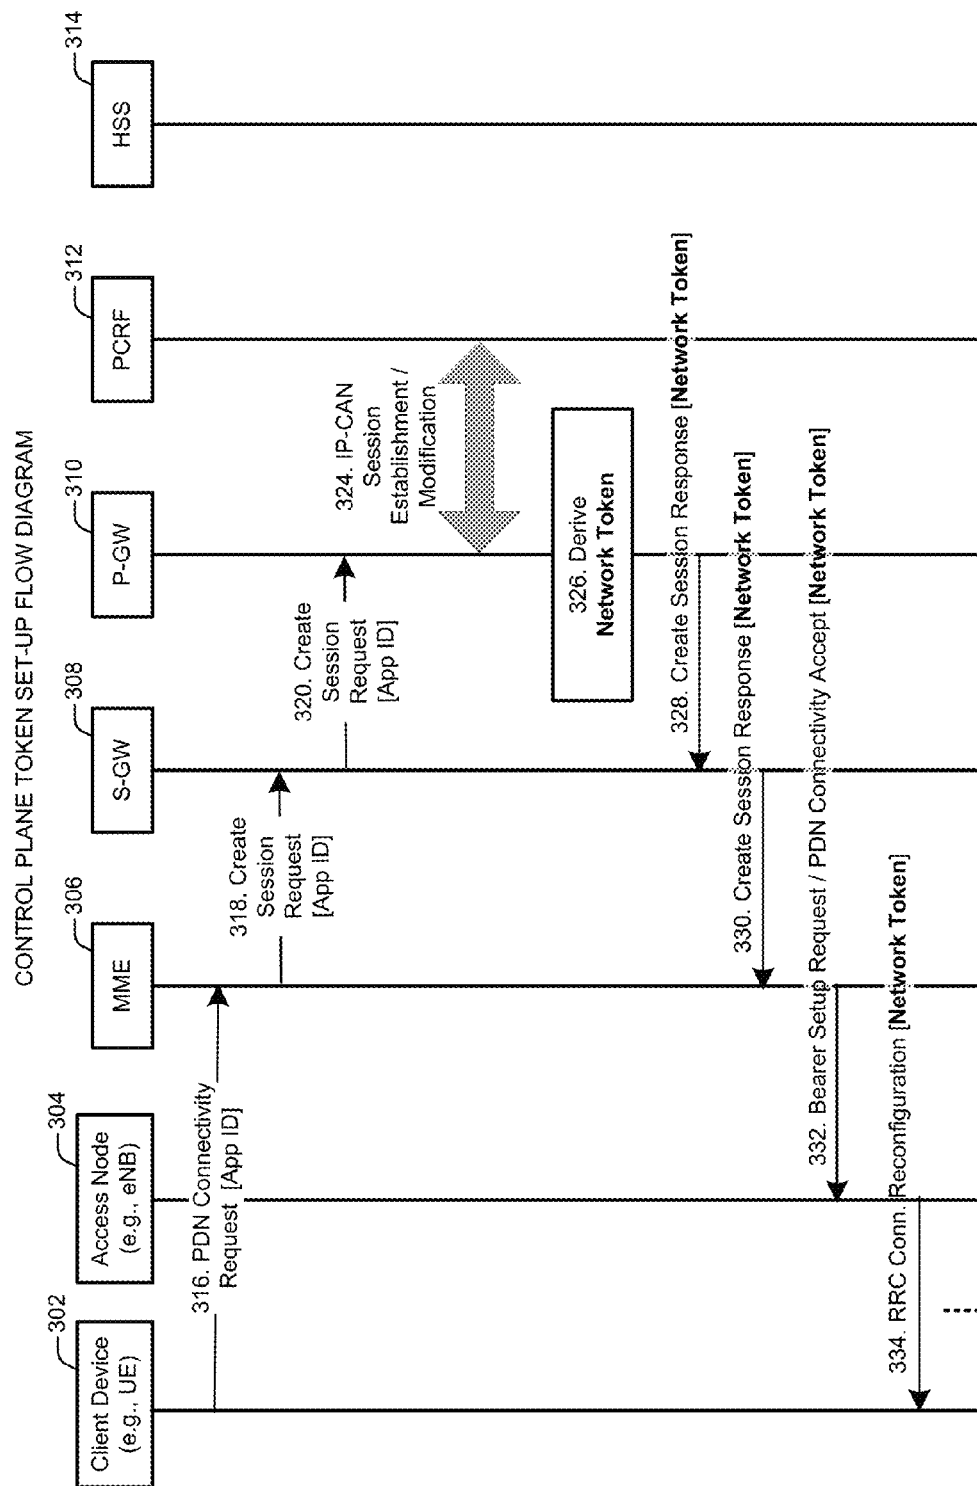 CONTROL PLANE TOKEN SET-UP FLOW DIAGRAM
302
Client Device
(e.g., UE)
304
Access Node
(e.g., eNB)
306
MME
308
S-GW
310
P-GW
312
PCRF
314
HSS
316. PDN Connectivity
Request [App ID]
318. Create
Session
Request
[App ID]
320. Create
Session
Request
[App ID]
324. IP-CAN
Session
Establishment /
Modification
326. Derive
Network Token
328. Create Session Response [Network Token]
330. Create Session Response [Network Token]
332. Bearer Setup Request / PDN Connectivity Accept [Network Token]
334. RRC Conn. Reconfiguration [Network Token]